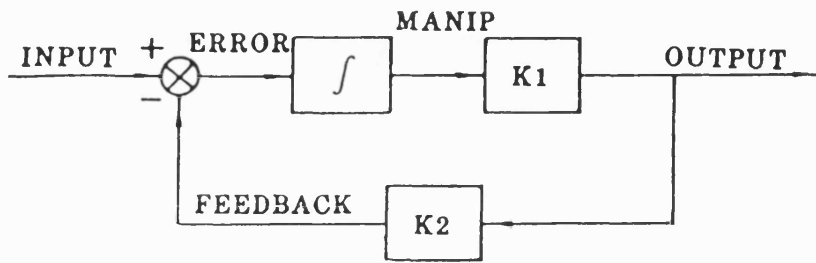 MANIP
INPUT + ERROR OUTPUT
∫ K1
−
FEEDBACK K2